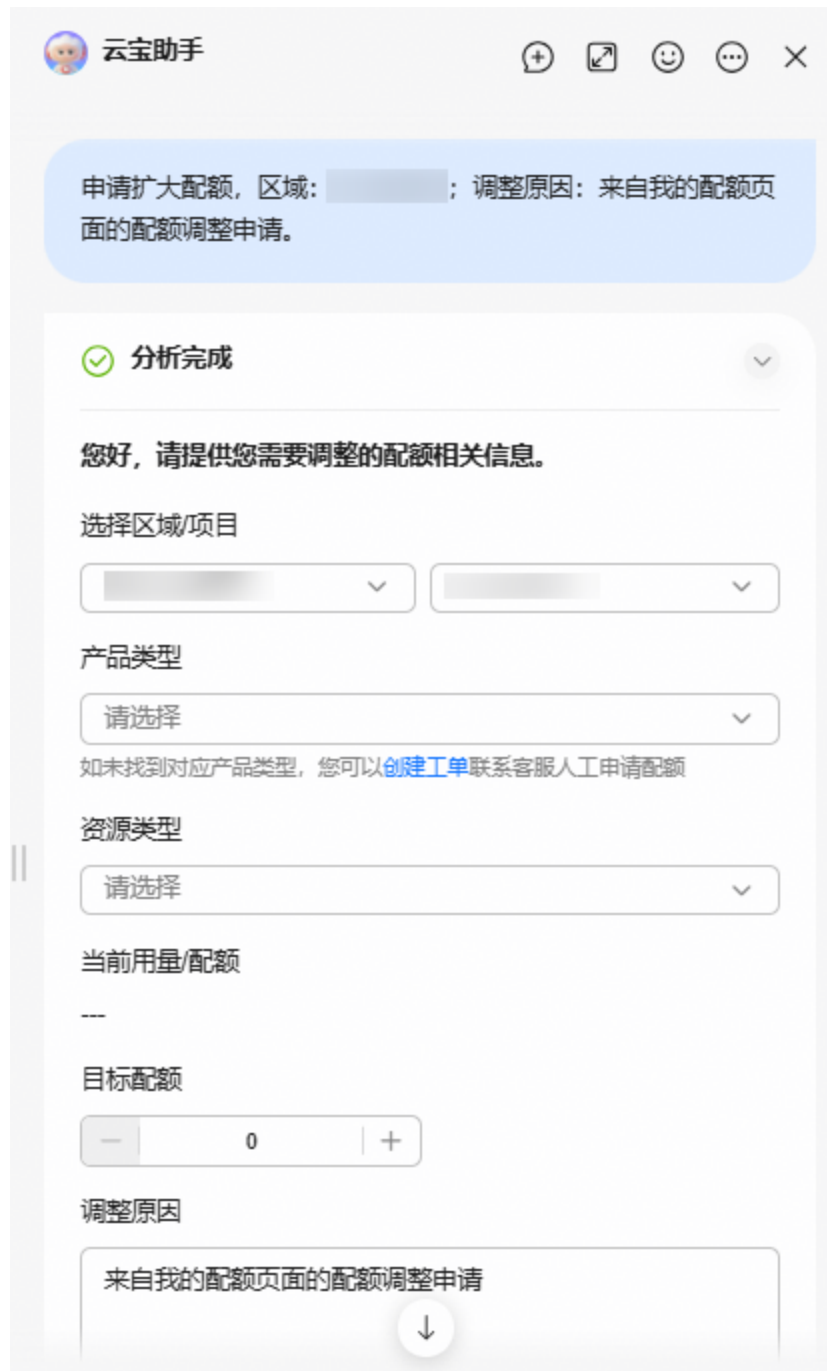 云宝助手
申请扩大配额，区域： ；调整原因：来自我的配额页
面的配额调整申请。
分析完成
您好，请提供您需要调整的配额相关信息。
选择区域/项目
产品类型
请选择
如未找到对应产品类型，您可以创建工单联系客服人工申请配额
资源类型
请选择
当前用量/配额
---
目标配额
0
调整原因
来自我的配额页面的配额调整申请